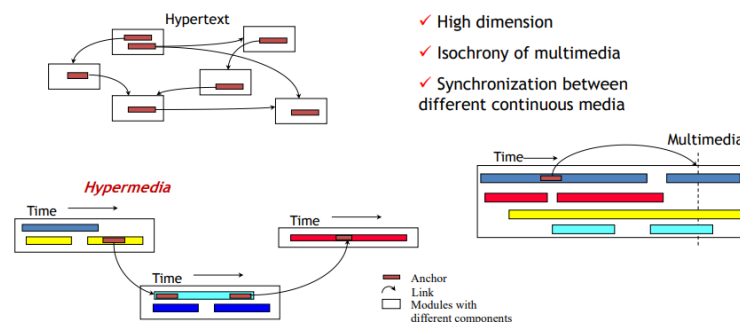 Hypertext
✓ High dimension
✓ Isochrony of multimedia
✓ Synchronization between
different continuous media
Multimedia
Time
Hypermedia
Time
Time
Time
Anchor
Link
Modules with
different components